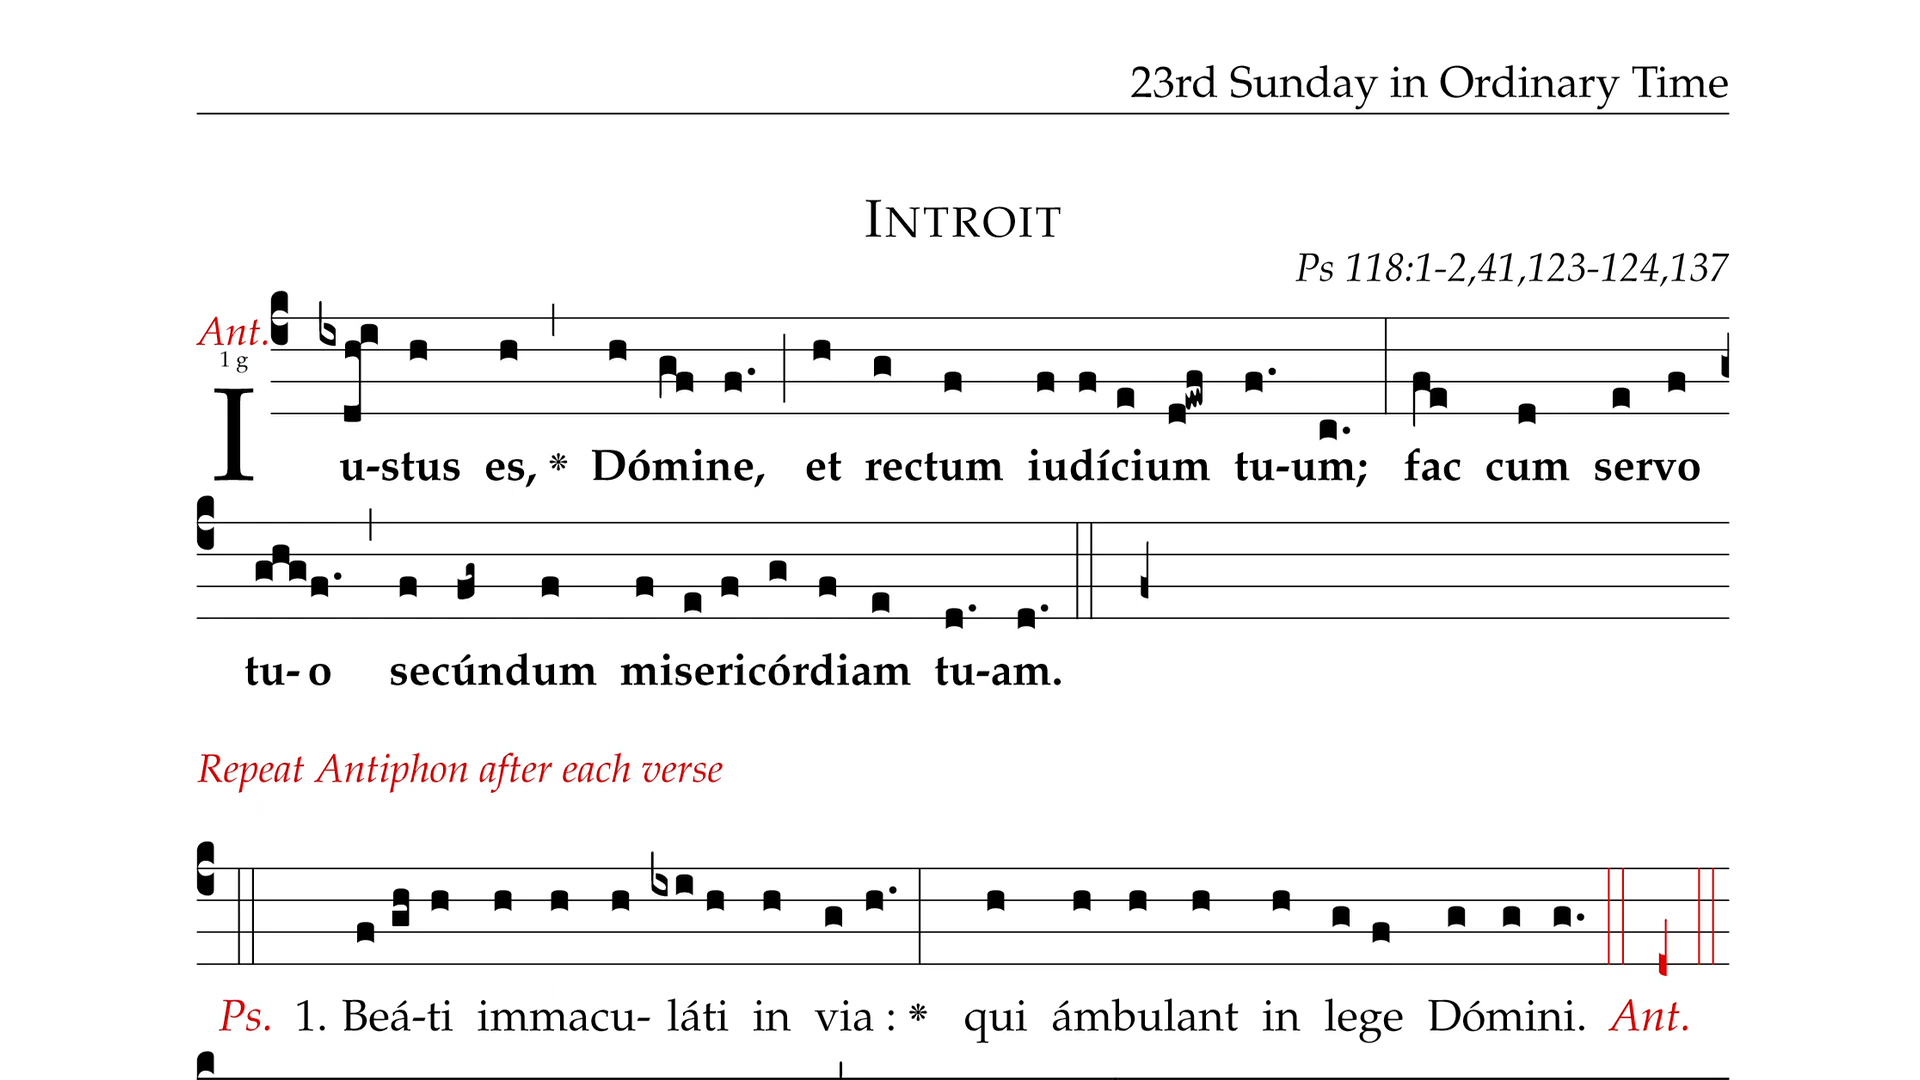 23rd Sunday in Ordinary Time
INTROIT
Ps 118:1-2,41,123-124,137
Ant.
1 g
Iu-stus es, * Dómine, et rectum iudícium tu-um; fac cum servo
tu-o secúndum misericórdiam tu-am.
Repeat Antiphon after each verse
Ps. 1. Beá-ti immacu- láti in via : * qui ámbulant in lege Dómini. Ant.